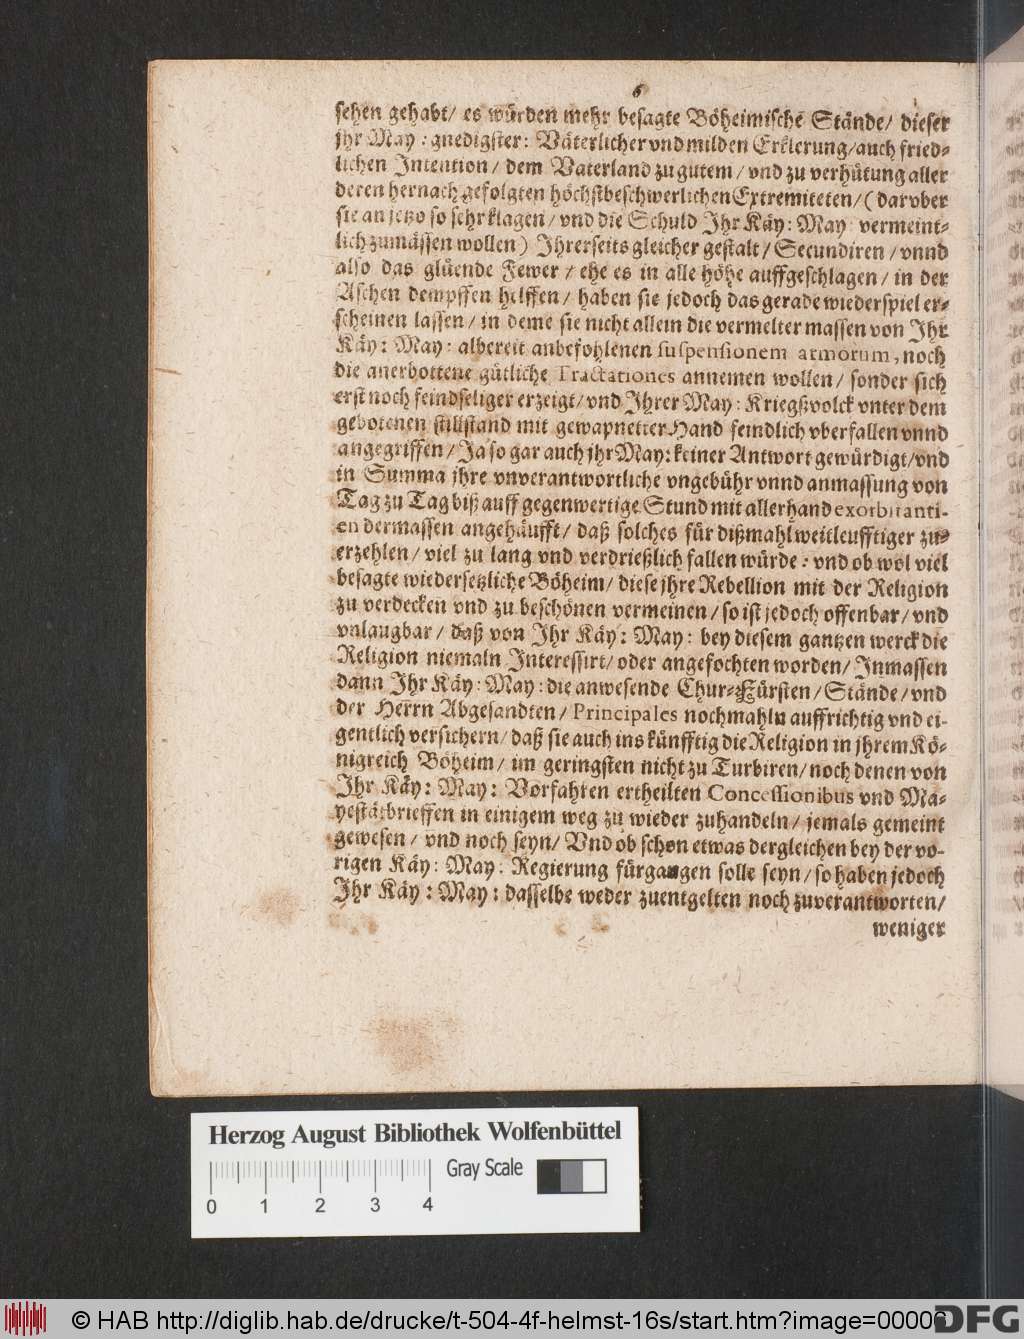 6
sehen gehabt/ es würden mehr besagte Böheimische Stände/ dieser
jhr May: gnedigster: Väterlicher vnd milden Erklerung/ auch fried-
lichen Intention/ dem Vaterland zu gutem/ vnd zu verhütung aller
deren hernach gefolgten höchstbeschwerlichen Extremiteten/ (darvber
sie an jetzo so sehr klagen/ vnd die Schuld Ihr Käy: May: vermeint-
lich zumässen wollen) Ihrerseits gleicher gestalt/ Secundiren/ vnnd
also das glüende Fewer/ ehe es in alle höhe auffgeschlagen/ in der
Aschen dempffen helffen/ haben sie jedoch das gerade wiederspiel er-
scheinen lassen/ in deme sie nicht allein die vermelter massen von Ihr
Käy: May: albereit anbefohlenen suspensionem armorum, noch
die anerbottene gütliche Tractationes annemen wollen/ sonder sich
erst noch feindseliger erzeigt/ vnd Ihrer May: Kriegßvolck vnter dem
gebotenen stillstand mit gewapnetter Hand feindlich vberfallen vnnd
angegriffen/ Ja so gar auch jhr May: keiner Antwort gewürdigt/ vnd
in Summa jhre vnverantwortliche vngebühr vnnd anmassung von
Tag zu Tag biß auff gegenwertige Stund mit allerhand exorbitanti-
en dermassen angehäufft/ daß solches für dißmahl weitleufftiger zu-
erzehlen/ viel zu lang vnd verdrießlich fallen würde: vnd ob wol viel
besagte wiedersetzliche Böheim/ diese jhre Rebellion mit der Religion
zu verdecken vnd zu beschönen vermeinen/ so ist jedoch offenbar/ vnd
vnlaugbar/ daß von Ihr Käy: May: bey diesem gantzen werck die
Religion niemaln Interessirt/ oder angefochten worden/ Inmassen
dann Ihr Käy: May: die anwesende Chur-Fürsten/ Stände/ vnd
der Herrn Abgesandten/ Principales nochmahln auffrichtig vnd ei-
gentlich versichern/ daß sie auch ins künfftig die Religion in jhrem Kö-
nigreich Böheim/ im geringsten nicht zu Turbiren/ noch denen von
Ihr Käy: May: Vorfahren ertheilten Concessionibus vnd Ma-
yestätbrieffen in einigem weg zu wieder zuhandeln/ jemals gemeint
gewesen/ vnd noch seyn/ Vnd ob schon etwas dergleichen bey der vo-
rigen Käy: May: Regierung fürgangen solle seyn/ so haben jedoch
Ihr Käy: May: dasselbe weder zuentgelten noch zuverantworten/
weniger
Herzog August Bibliothek Wolfenbüttel
Gray Scale
0 1 2 3 4
© HAB http://diglib.hab.de/drucke/t-504-4f-helmst-16s/start.htm?image=00006
DFG